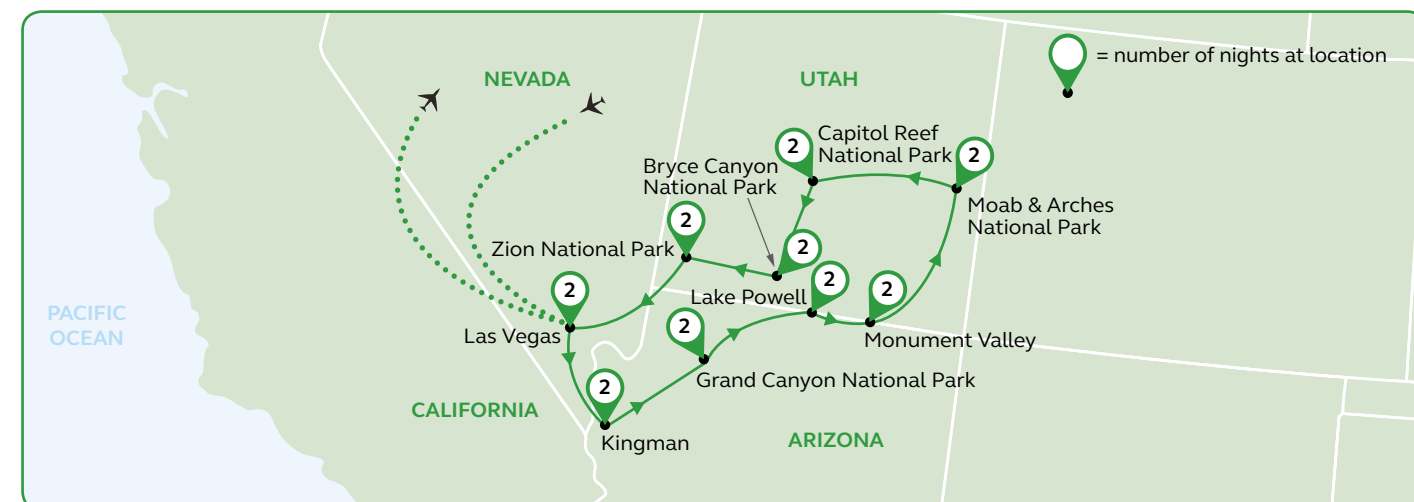 = number of nights at location
NEVADA
UTAH
2
Capitol Reef
National Park
2
Bryce Canyon
National Park
Moab & Arches
National Park
2
Zion National Park
2
2
Lake Powell
2
2
Las Vegas
PACIFIC
OCEAN
2
Monument Valley
Grand Canyon National Park
2
CALIFORNIA
Kingman
ARIZONA